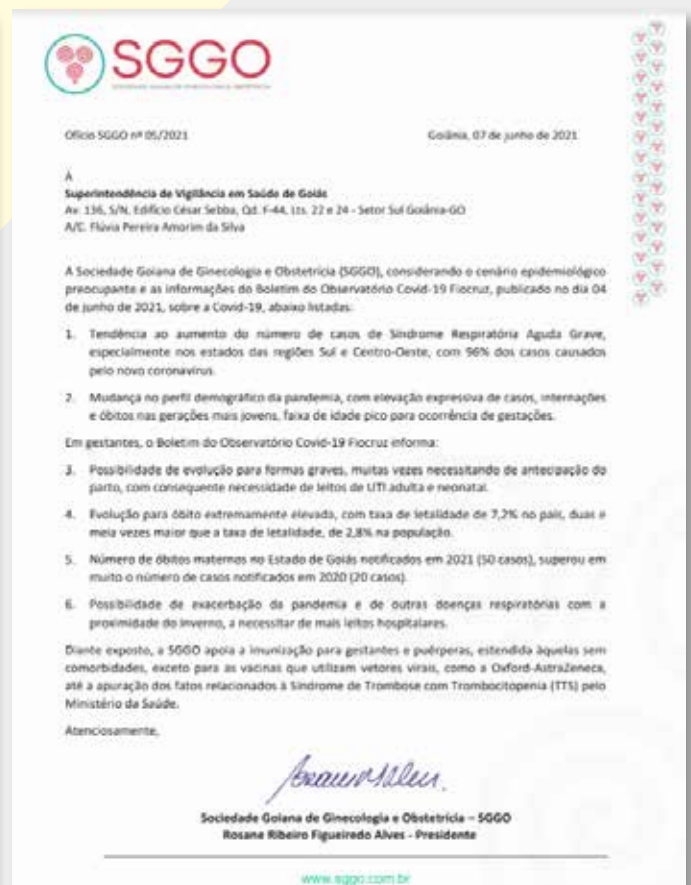 SGGO
Ofício SGGO nº 05/2021
Goiânia, 07 de junho de 2021
À
Superintendência de Vigilância em Saúde de Goiás
Av. 136, S/N, Edifício César Sebba, Qd. F-44, Lts. 22 e 24 - Setor Sul Goiânia-GO
A/C. Flúvia Pereira Amorim da Silva
A Sociedade Goiana de Ginecologia e Obstetrícia (SGGO), considerando o cenário epidemiológico
preocupante e as informações do Boletim do Observatório Covid-19 Fiocruz, publicado no dia 04
de junho de 2021, sobre a Covid-19, abaixo listadas:
1. Tendência ao aumento do número de casos de Síndrome Respiratória Aguda Grave,
especialmente nos estados das regiões Sul e Centro-Oeste, com 96% dos casos causados
pelo novo coronavírus.
2. Mudança no perfil demográfico da pandemia, com elevação expressiva de casos, internações
e óbitos nas gerações mais jovens, faixa de idade pico para ocorrência de gestações.
Em gestantes, o Boletim do Observatório Covid-19 Fiocruz informa:
3. Possibilidade de evolução para formas graves, muitas vezes necessitando de antecipação do
parto, com consequente necessidade de leitos de UTI adulta e neonatal.
4. Evolução para óbito extremamente elevada, com taxa de letalidade de 7,2% no país, duas e
meia vezes maior que a taxa de letalidade, de 2,8% na população.
5. Número de óbitos maternos no Estado de Goiás notificados em 2021 (50 casos), superou em
muito o número de casos notificados em 2020 (20 casos).
6. Possibilidade de exacerbação da pandemia e de outras doenças respiratórias com a
proximidade do inverno, a necessitar de mais leitos hospitalares.
Diante exposto, a SGGO apoia a imunização para gestantes e puérperas, estendida àquelas sem
comorbidades, exceto para as vacinas que utilizam vetores virais, como a Oxford-AstraZeneca,
até a apuração dos fatos relacionados à Síndrome de Trombose com Trombocitopenia (TTS) pelo
Ministério da Saúde.
Atenciosamente,
Sociedade Goiana de Ginecologia e Obstetrícia – SGGO
Rosane Ribeiro Figueiredo Alves - Presidente
www.sggo.com.br